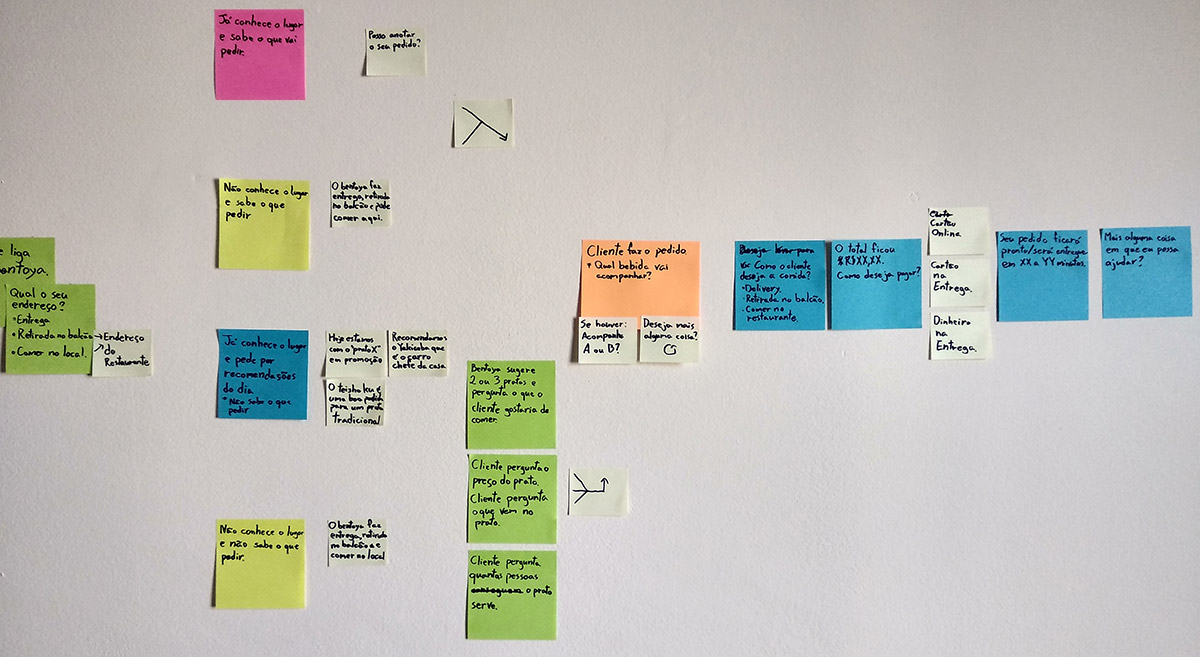 liga
Qual o seu
endereço?
• Entrega
• Retirada no balcão
• Comer no local.
→ Endereço
do
Restaurante
Já conhece o lugar
e sabe o que vai
pedir.
Posso anotar
o seu pedido?
Não conhece o lugar
e sabe o que
pedir
O bentoya faz
entrega, retirada
no balcão e pode
comer aqui.
Já conhece o lugar
e pede por
recomendações
do dia
* Não sabe o que
pedir
Hoje estamos
com o "prato X"
em promoção
Recomendamos
o Yakisoba que
é o carro
chefe da casa
O teishoku é
uma boa pedida
para um prato
tradicional
Não conhece o lugar
e não sabe o que
pedir.
O bentoya faz
entrega, retirada
no balcão e
comer no local
Bentoya sugere
2 ou 3 pratos e
pergunta o que o
cliente gostaria de
comer.
Cliente pergunta o
preço do prato.
Cliente pergunta
o que vem no
prato.
Cliente pergunta
quantas pessoas
o prato
serve.
Cliente faz o pedido.
* Qual bebida vai
acompanhar?
Se houver:
Acompanha
A ou B?
Deseja mais
alguma coisa?
Deseja para
Como o cliente
deseja a comida?
• Delivery.
• Retirada no balcão.
• Comer no
restaurante.
O total ficou
R$XX,XX.
Como deseja pagar?
Cartão
Online.
Cartão
na
Entrega.
Dinheiro
na
Entrega.
Seu pedido ficará
pronto/será entregue
em XX a YY minutos.
Mais alguma coisa
em que eu possa
ajudar?